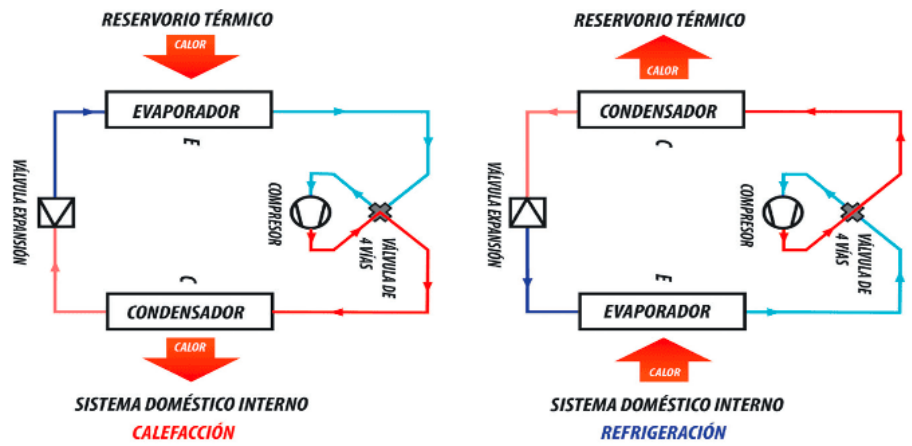 RESERVORIO TÉRMICO
CALOR
EVAPORADOR
E
VÁLVULA EXPANSIÓN
COMPRESOR
VÁLVULA DE
4 VÍAS
C
CONDENSADOR
CALOR
SISTEMA DOMÉSTICO INTERNO
CALEFACCIÓN
RESERVORIO TÉRMICO
CALOR
CONDENSADOR
C
VÁLVULA EXPANSIÓN
COMPRESOR
VÁLVULA DE
4 VÍAS
E
EVAPORADOR
CALOR
SISTEMA DOMÉSTICO INTERNO
REFRIGERACIÓN